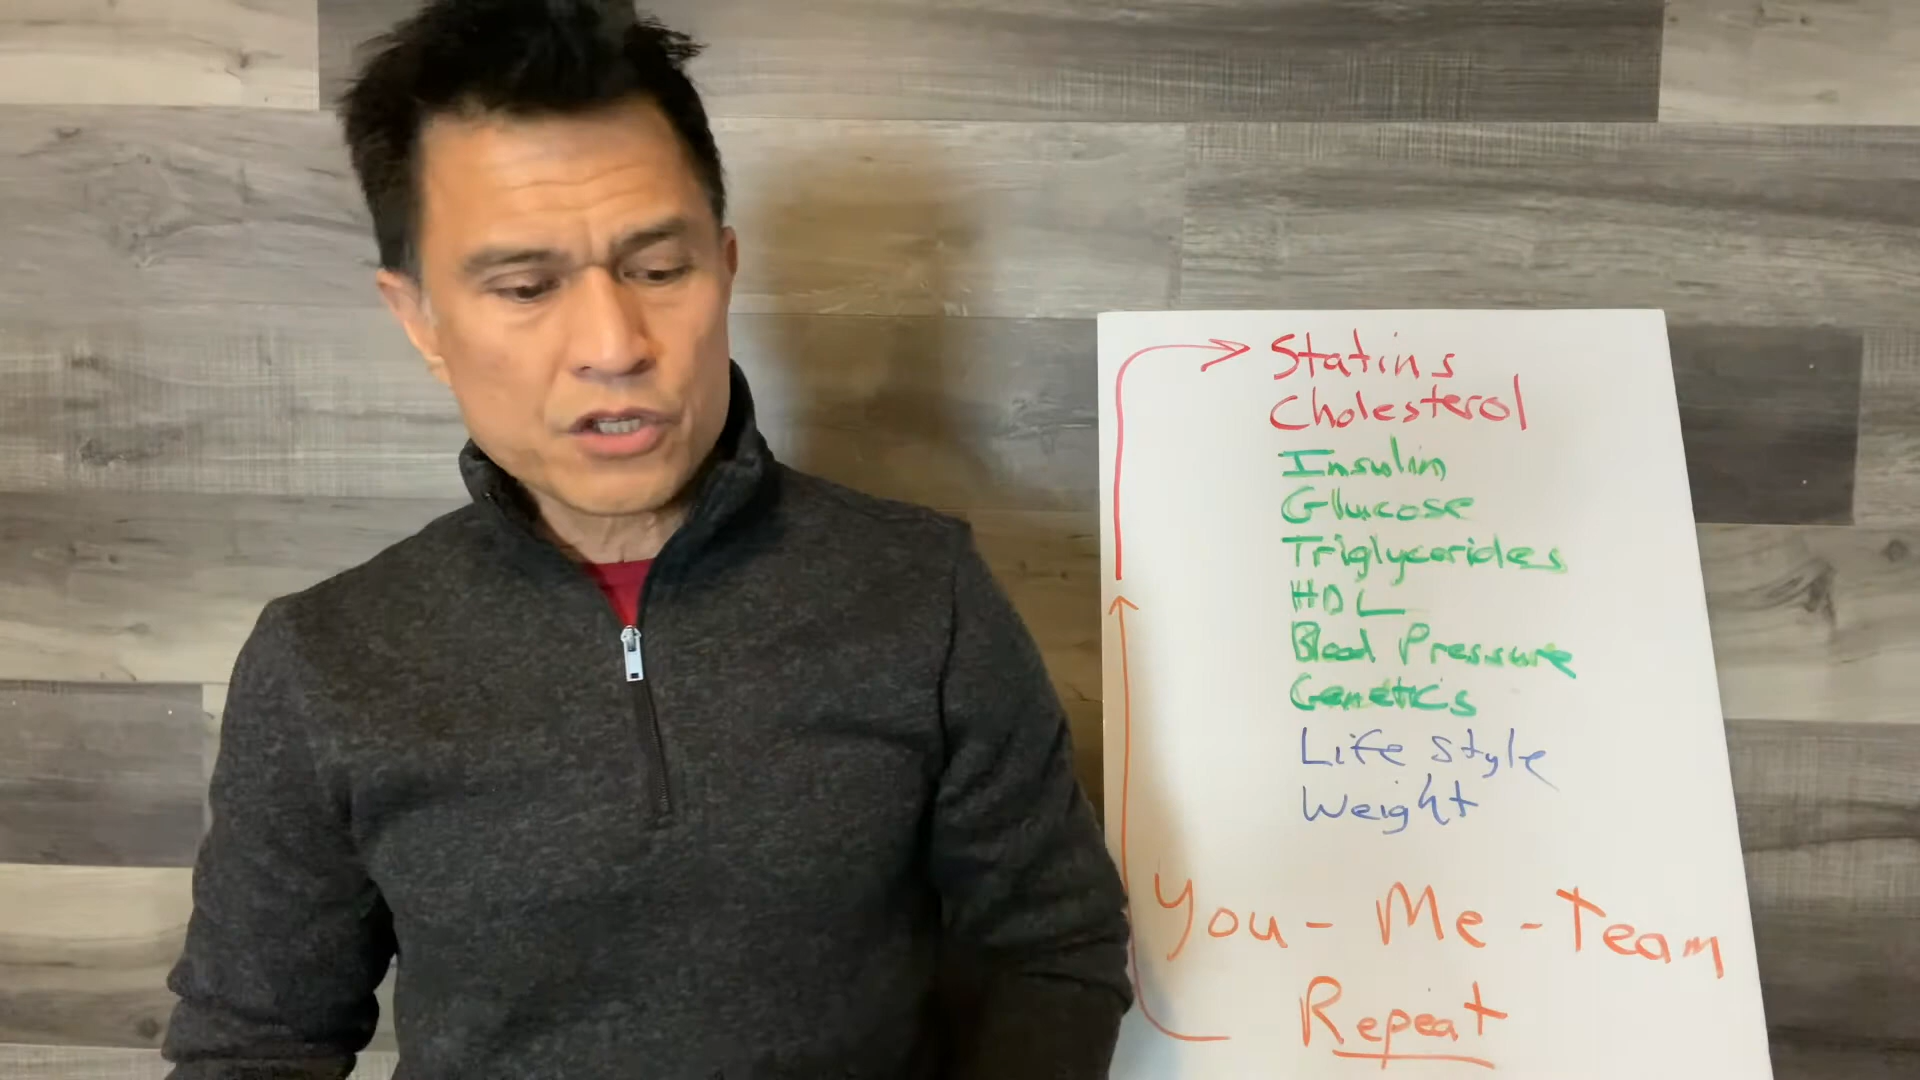 Statins
Cholesterol
Insulin
Glucose
Triglycerides
HDL
Blood Pressure
Genetics
Life Style
Weight
You - Me - Team
Repeat